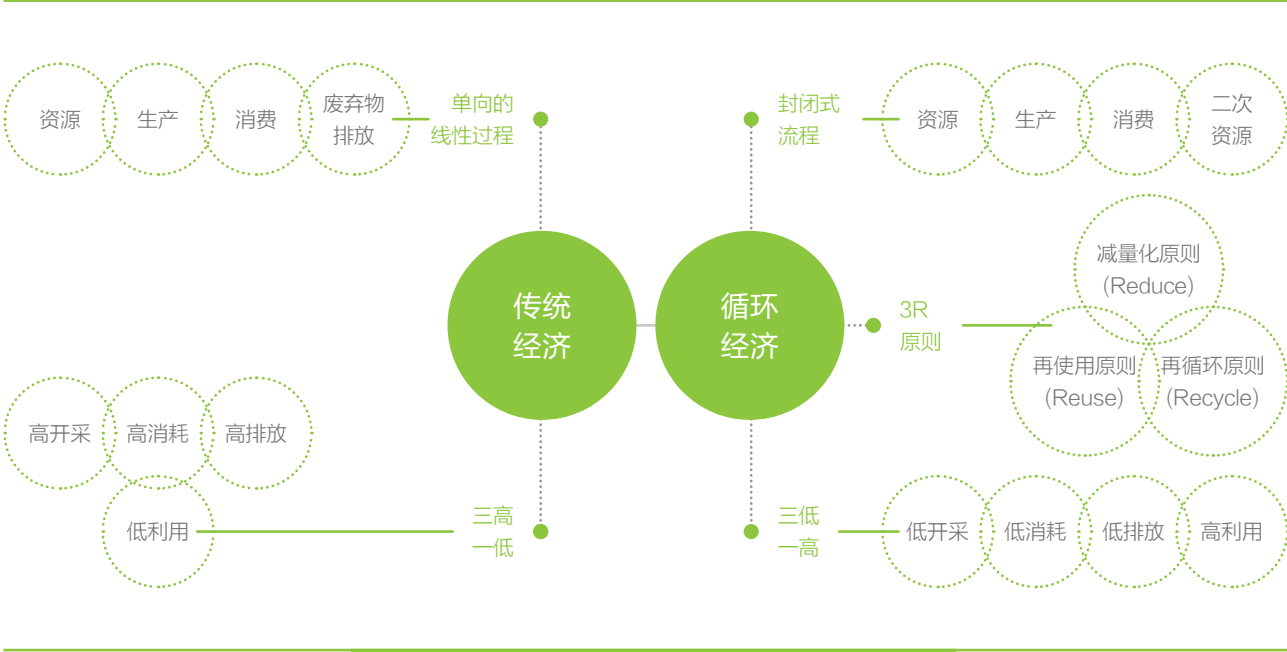 资源
生产
消费
废弃物
排放
单向的
线性过程
封闭式
流程
资源
生产
消费
二次
资源
传统
经济
循环
经济
3R
原则
减量化原则
(Reduce)
再使用原则
(Reuse)
再循环原则
(Recycle)
高开采
高消耗
高排放
低利用
三高
一低
三低
一高
低开采
低消耗
低排放
高利用